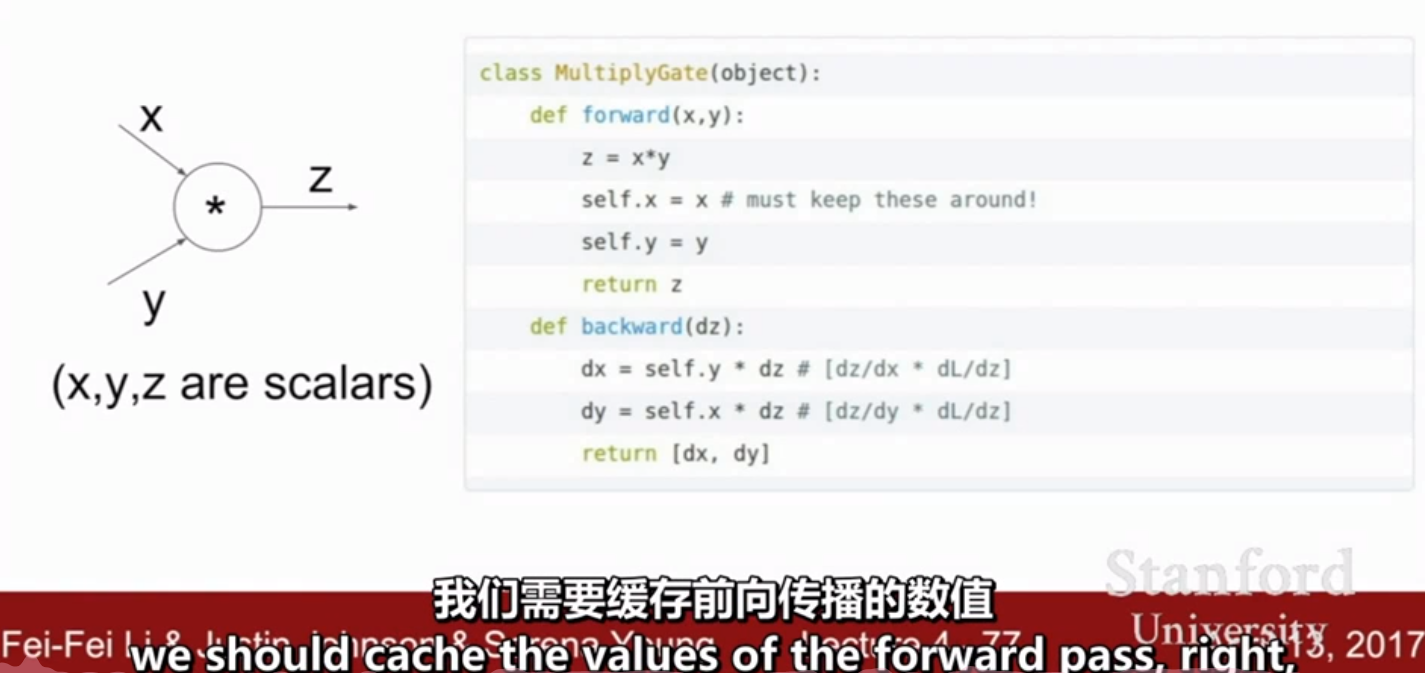 x
z
*
y
(x,y,z are scalars)
class MultiplyGate(object):
def forward(x,y):
z = x*y
self.x = x # must keep these around!
self.y = y
return z
def backward(dz):
dx = self.y * dz # [dz/dx * dL/dz]
dy = self.x * dz # [dz/dy * dL/dz]
return [dx, dy]
Stanford
University
我们需要缓存前向传播的数值
Fei-Fei Li & Justin Johnson & Serena Yeung Lecture 4 - 77 13, 2017
we should cache the values of the forward pass, right,